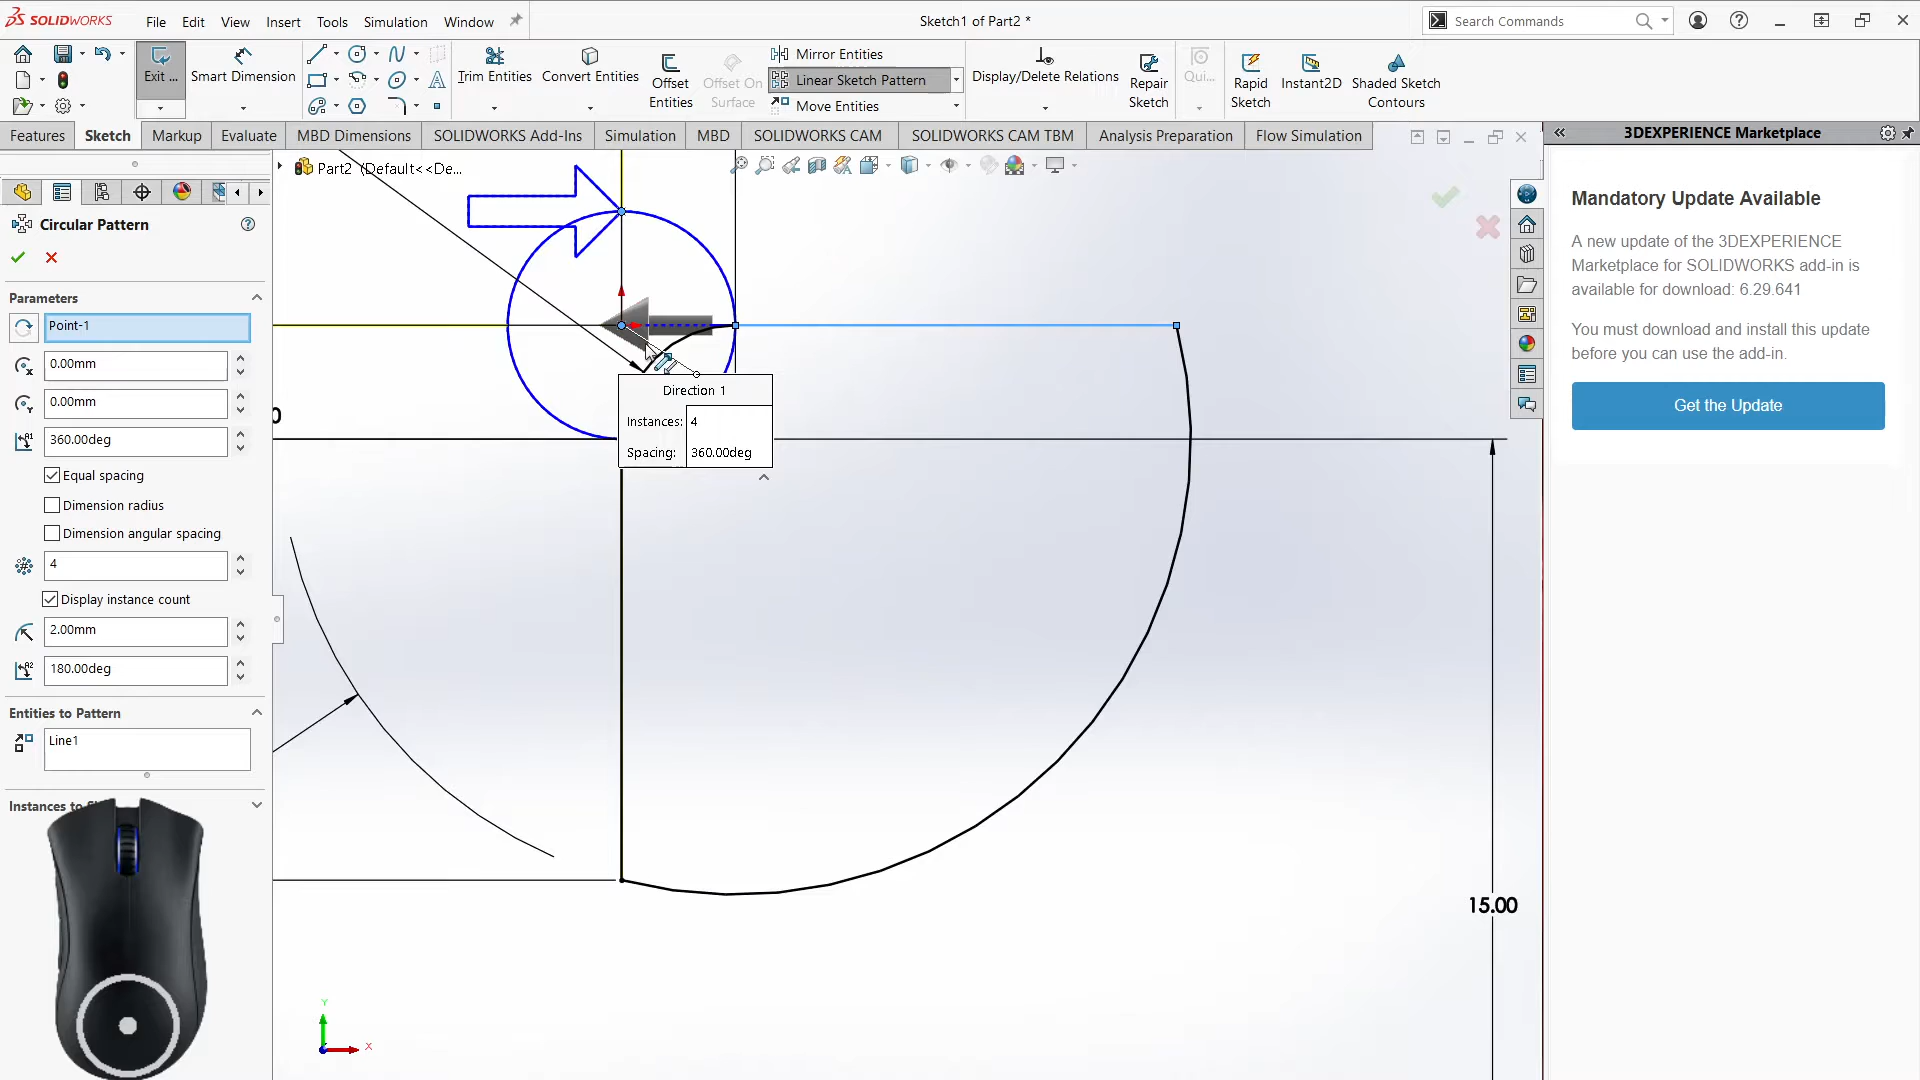 SOLIDWORKS
File Edit View Insert Tools Simulation Window
Sketch1 of Part2 *
Search Commands
Exit ...
Smart Dimension
Trim Entities
Convert Entities
Offset Entities
Offset On Surface
Mirror Entities
Linear Sketch Pattern
Move Entities
Display/Delete Relations
Repair Sketch
Qui...
Rapid Sketch
Instant2D
Shaded Sketch Contours
Features Sketch Markup Evaluate MBD Dimensions SOLIDWORKS Add-Ins Simulation MBD SOLIDWORKS CAM SOLIDWORKS CAM TBM Analysis Preparation Flow Simulation
3DEXPERIENCE Marketplace
Part2 (Default<<De...
Circular Pattern
Parameters
Point-1
0.00mm
0.00mm
360.00deg
Equal spacing
Dimension radius
Dimension angular spacing
4
Display instance count
2.00mm
180.00deg
Entities to Pattern
Line1
Instances to
Direction 1
Instances: 4
Spacing: 360.00deg
0
15.00
Y
X
Mandatory Update Available
A new update of the 3DEXPERIENCE
Marketplace for SOLIDWORKS add-in is
available for download: 6.29.641
You must download and install this update
before you can use the add-in.
Get the Update